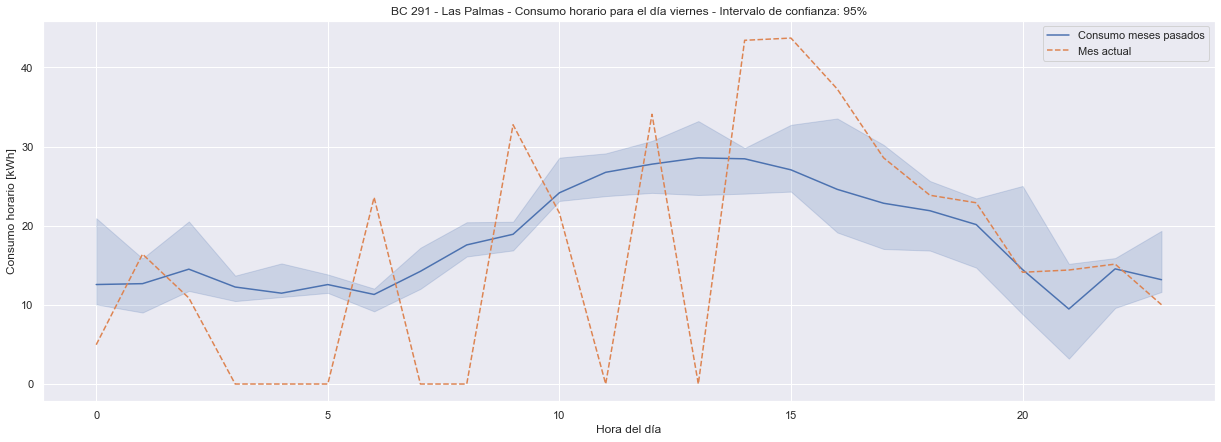 BC 291 - Las Palmas - Consumo horario para el día viernes - Intervalo de confianza: 95%
Consumo meses pasados
Mes actual
Consumo horario [kWh]
40
30
20
10
0
0 5 10 15 20
Hora del día